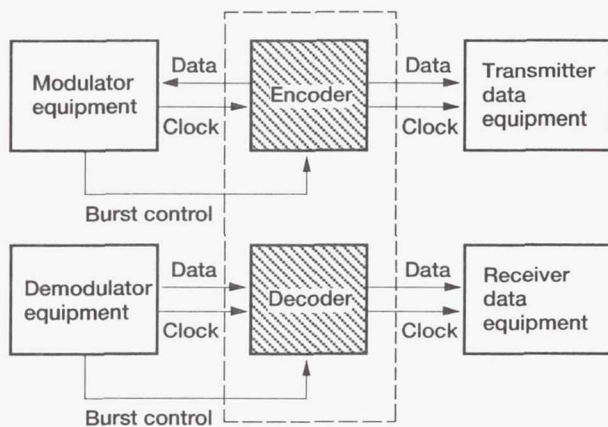 Data
Data
Modulator
equipment
Encoder
Transmitter
data
equipment
Clock
Clock
Burst control
Data
Data
Demodulator
equipment
Decoder
Receiver
data
equipment
Clock
Clock
Burst control